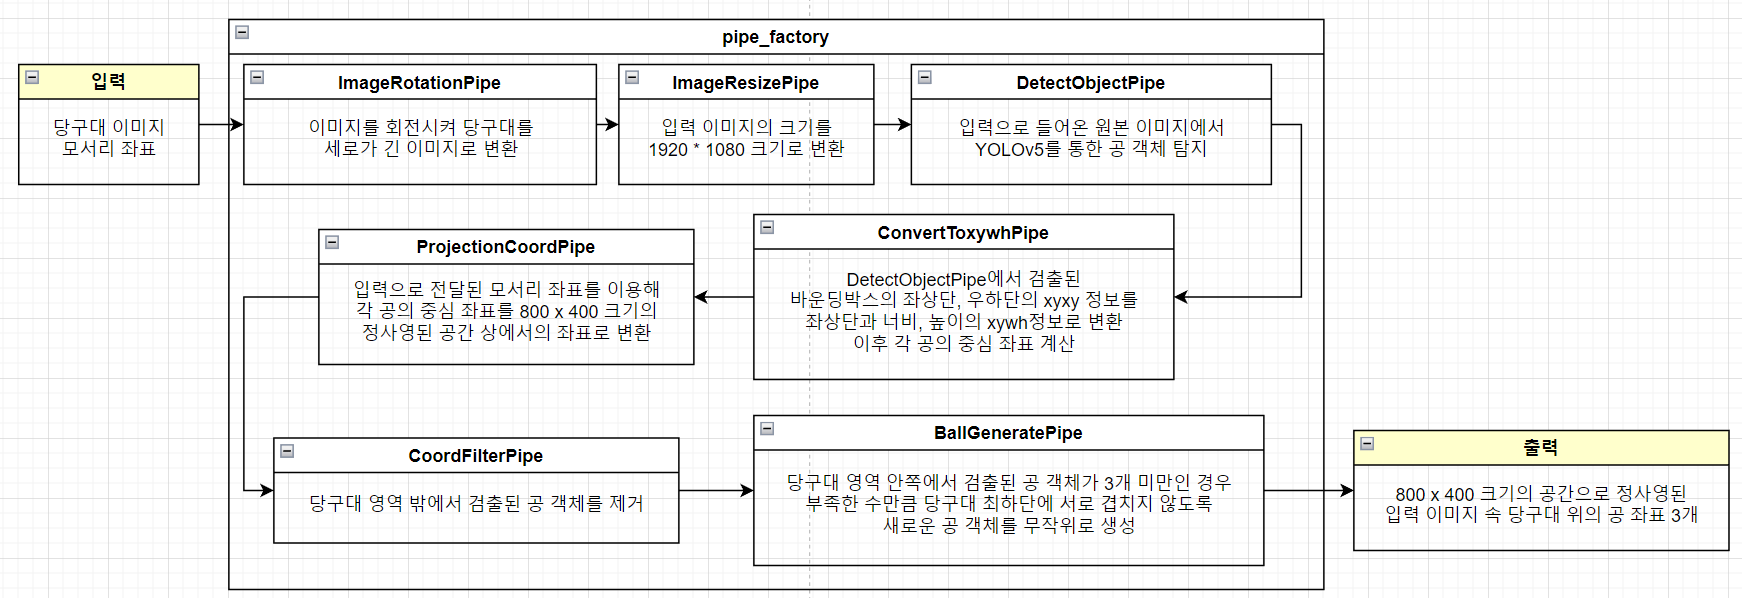 pipe_factory
입력
당구대 이미지
모서리 좌표
ImageRotationPipe
이미지를 회전시켜 당구대를
세로가 긴 이미지로 변환
ImageResizePipe
입력 이미지의 크기를
1920 * 1080 크기로 변환
DetectObjectPipe
입력으로 들어온 원본 이미지에서
YOLOv5를 통한 공 객체 탐지
ConvertToxywhPipe
DetectObjectPipe에서 검출된
바운딩박스의 좌상단, 우하단의 xyxy 정보를
좌상단과 너비, 높이의 xywh정보로 변환
이후 각 공의 중심 좌표 계산
ProjectionCoordPipe
입력으로 전달된 모서리 좌표를 이용해
각 공의 중심 좌표를 800 x 400 크기의
정사영된 공간 상에서의 좌표로 변환
CoordFilterPipe
당구대 영역 밖에서 검출된 공 객체를 제거
BallGeneratePipe
당구대 영역 안쪽에서 검출된 공 객체가 3개 미만인 경우
부족한 수만큼 당구대 최하단에 서로 겹치지 않도록
새로운 공 객체를 무작위로 생성
출력
800 x 400 크기의 공간으로 정사영된
입력 이미지 속 당구대 위의 공 좌표 3개